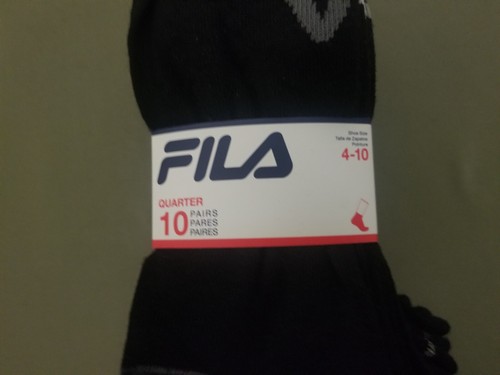 FILA
Shoe Size
Talla de Zapatos
Pointure
4-10
QUARTER
10 PAIRS
PARES
PAIRES